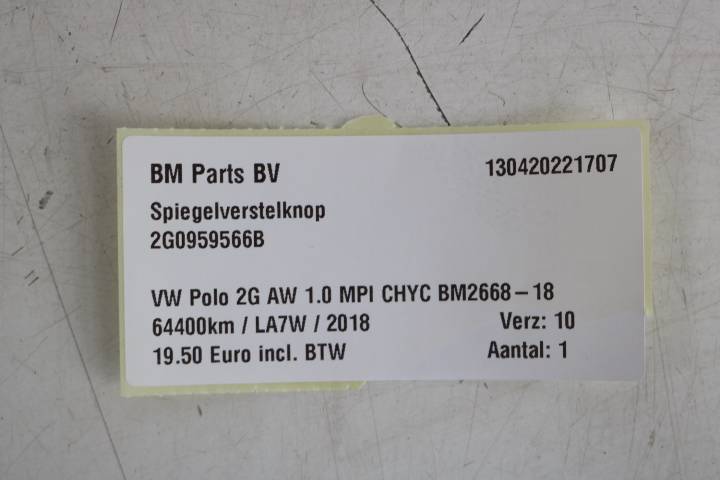 BM Parts BV 130420221707
Spiegelverstelknop
2G0959566B
VW Polo 2G AW 1.0 MPI CHYC BM2668-18
64400km / LA7W / 2018 Verz: 10
19.50 Euro incl. BTW Aantal: 1